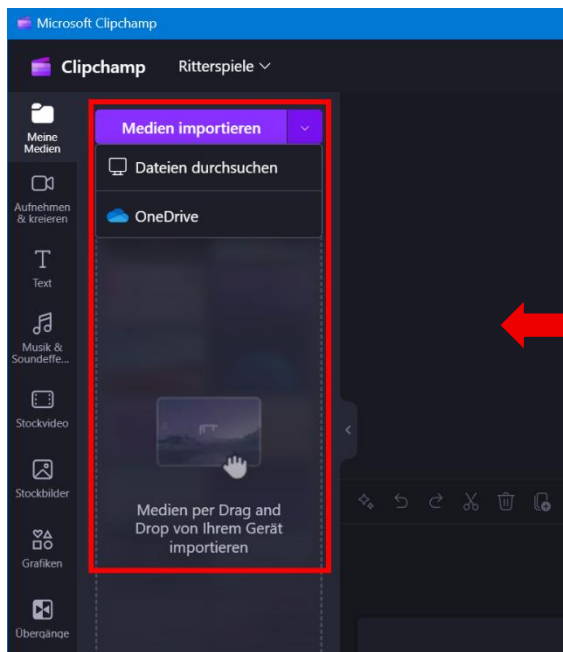 Microsoft Clipchamp
Clipchamp
Ritterspiele
Meine
Medien
Medien importieren
Dateien durchsuchen
OneDrive
Aufnehmen
& kreieren
Text
Musik &
Soundeffe...
Stockvideo
Stockbilder
Grafiken
Übergänge
Medien per Drag and
Drop von Ihrem Gerät
importieren